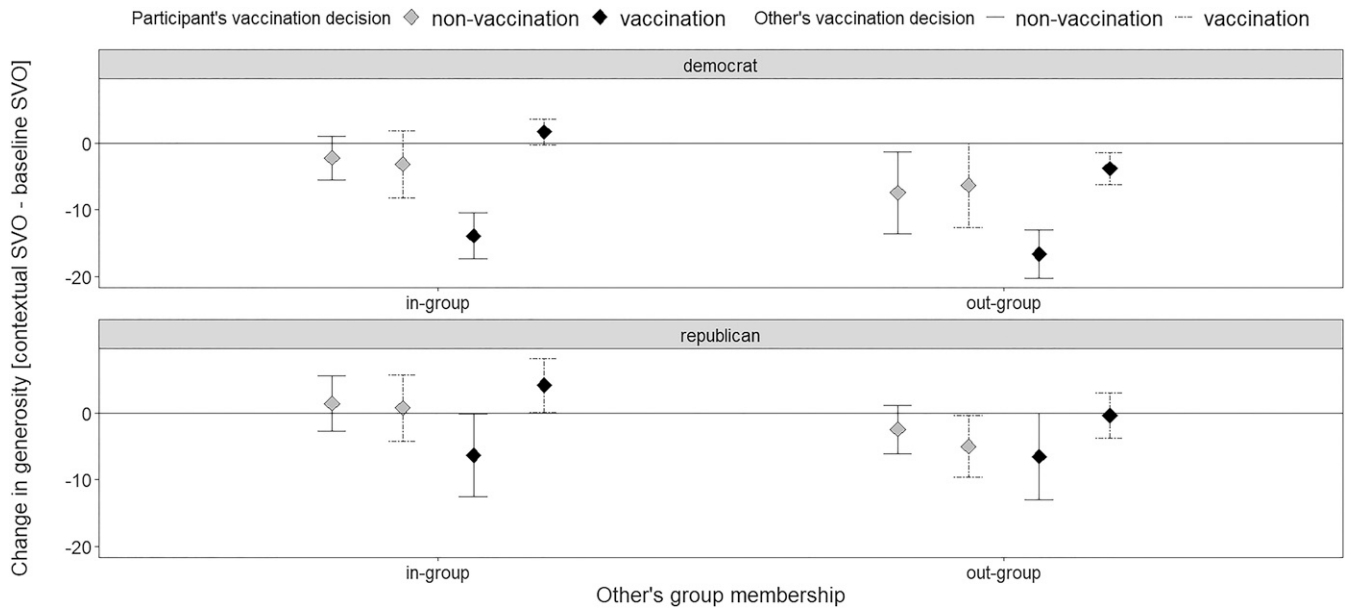 Participant's vaccination decision non-vaccination vaccination Other's vaccination decision non-vaccination vaccination
Change in generosity [contextual SVO - baseline SVO]
democrat
0
-10
-20
in-group out-group
republican
0
-10
-20
in-group out-group
Other's group membership